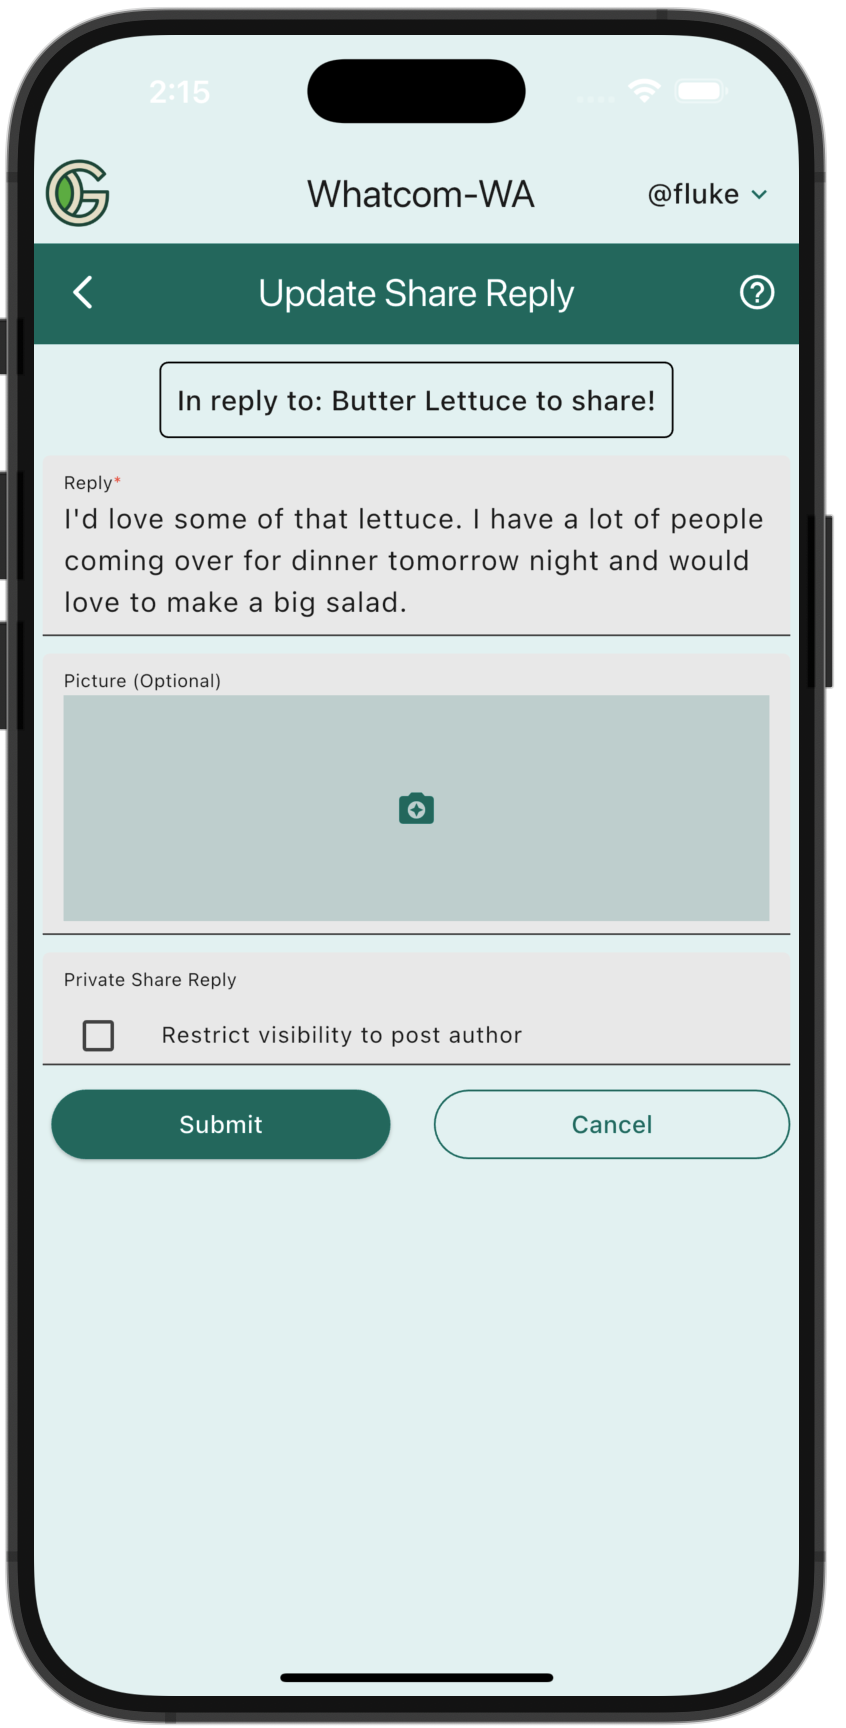 2:15
Whatcom-WA
@fluke
Update Share Reply
In reply to: Butter Lettuce to share!
Reply*
I'd love some of that lettuce. I have a lot of people
coming over for dinner tomorrow night and would
love to make a big salad.
Picture (Optional)
Private Share Reply
Restrict visibility to post author
Submit
Cancel